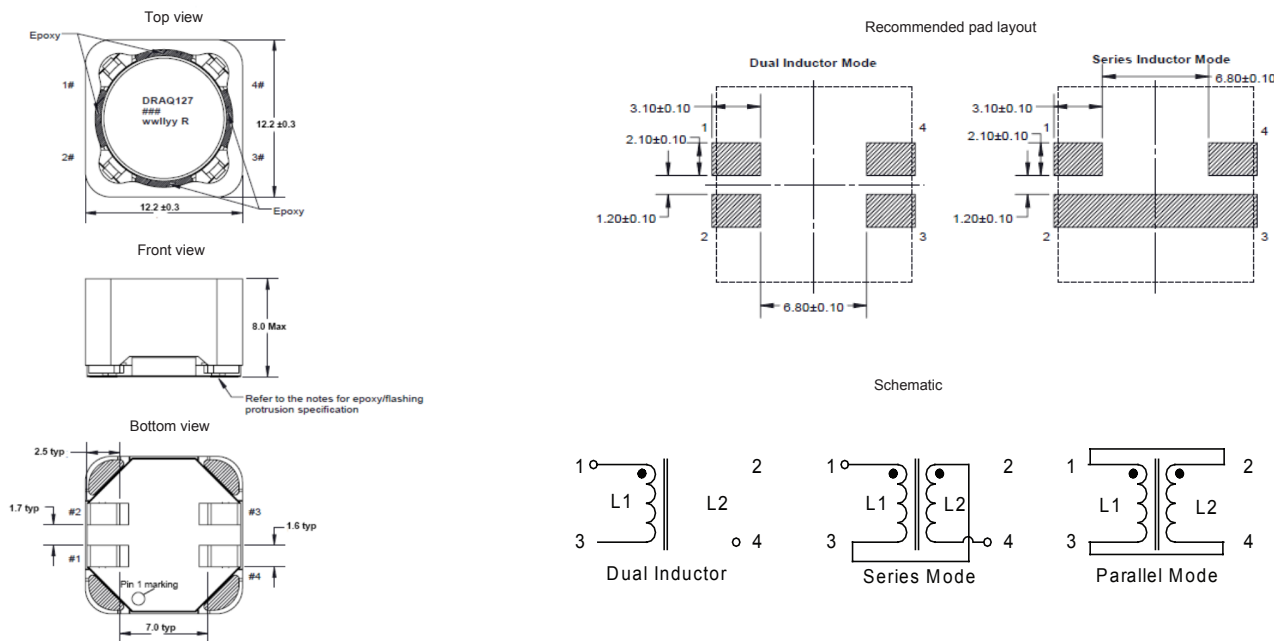 Top view
Epoxy
1#
4#
DRAQ127
###
wwllyy R
12.2 ±0.3
2#
3#
12.2 ±0.3
Epoxy
Front view
8.0 Max
Refer to the notes for epoxy/flashing
protrusion specification
Bottom view
2.5 typ
1.7 typ
#2
#3
1.6 typ
#1
#4
Pin 1 marking
7.0 typ
Recommended pad layout
Dual Inductor Mode
3.10±0.10
1
4
2.10±0.10
1.20±0.10
2
3
6.80±0.10
Series Inductor Mode
6.80±0.10
3.10±0.10
1
4
2.10±0.10
1.20±0.10
2
3
Schematic
1
2
L1
L2
3
4
Dual Inductor
1
2
L1
L2
3
4
Series Mode
1
2
L1
L2
3
4
Parallel Mode